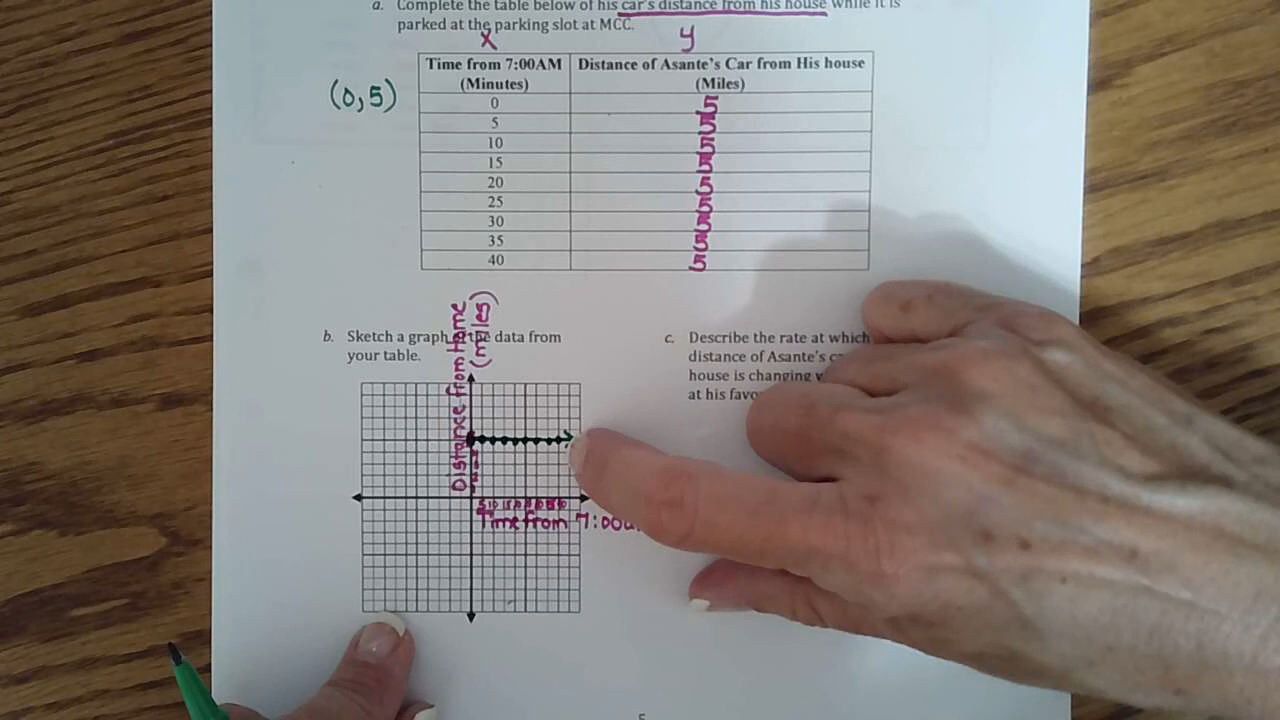 a. Complete the table below of his car's distance from his house while it is
parked at the parking slot at MCC.
x y
Time from 7:00AM (Minutes) Distance of Asante's Car from His house (Miles)
(0,5)
0 5
5 5
10 5
15 5
20 5
25 5
30 5
35 5
40 5
b. Sketch a graph of the data from
your table.
c. Describe the rate at which
distance of Asante's
house is changing
at his
Distance from Home
(miles)
5 10 15
Time from 7:00